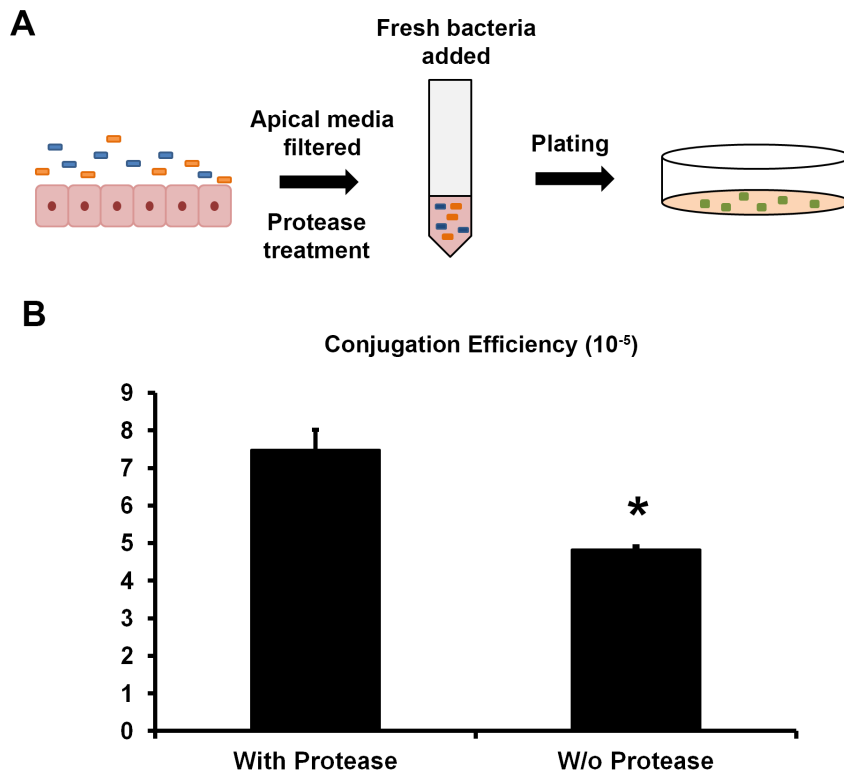 A
Fresh bacteria
added
Apical media
filtered
Protease
treatment
Plating
B
Conjugation Efficiency (10⁻⁵)
9
8
7
6
5
4
3
2
1
0
*
With Protease
W/o Protease